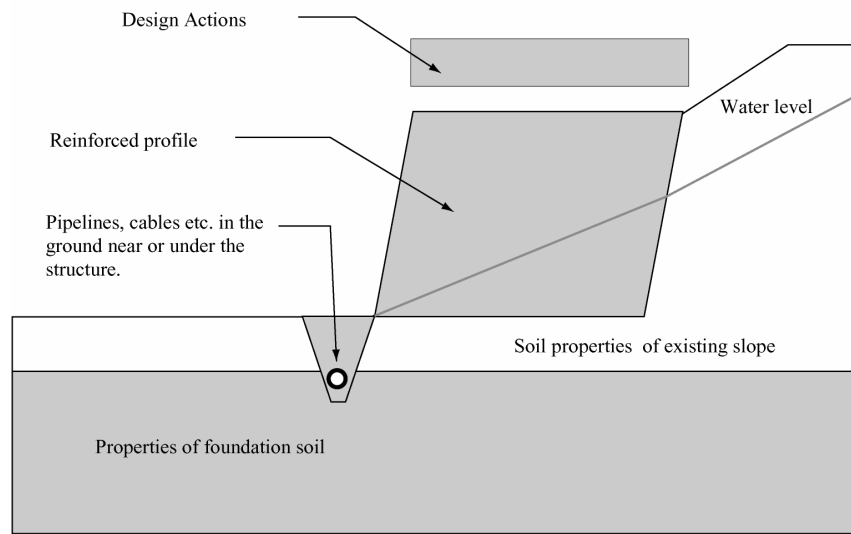 Design Actions
Water level
Reinforced profile
Pipelines, cables etc. in the
ground near or under the
structure.
Soil properties of existing slope
Properties of foundation soil